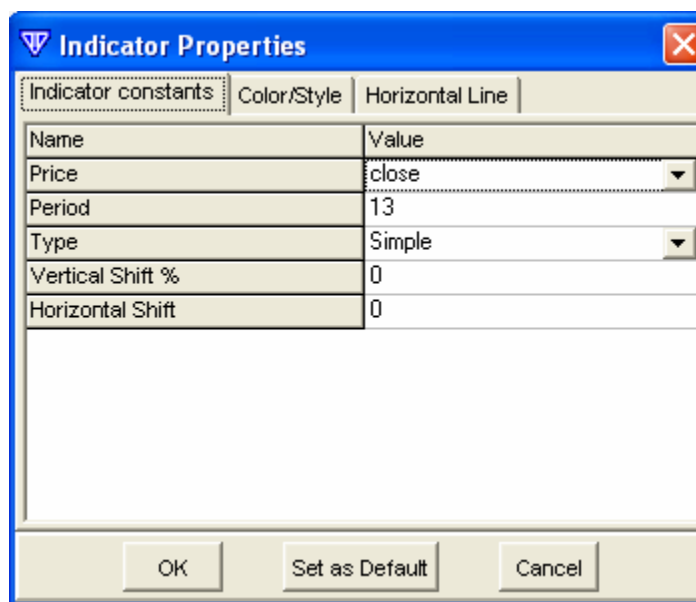 Indicator Properties
Indicator constants Color/Style Horizontal Line
Name Value
Price close
Period 13
Type Simple
Vertical Shift % 0
Horizontal Shift 0
OK Set as Default Cancel